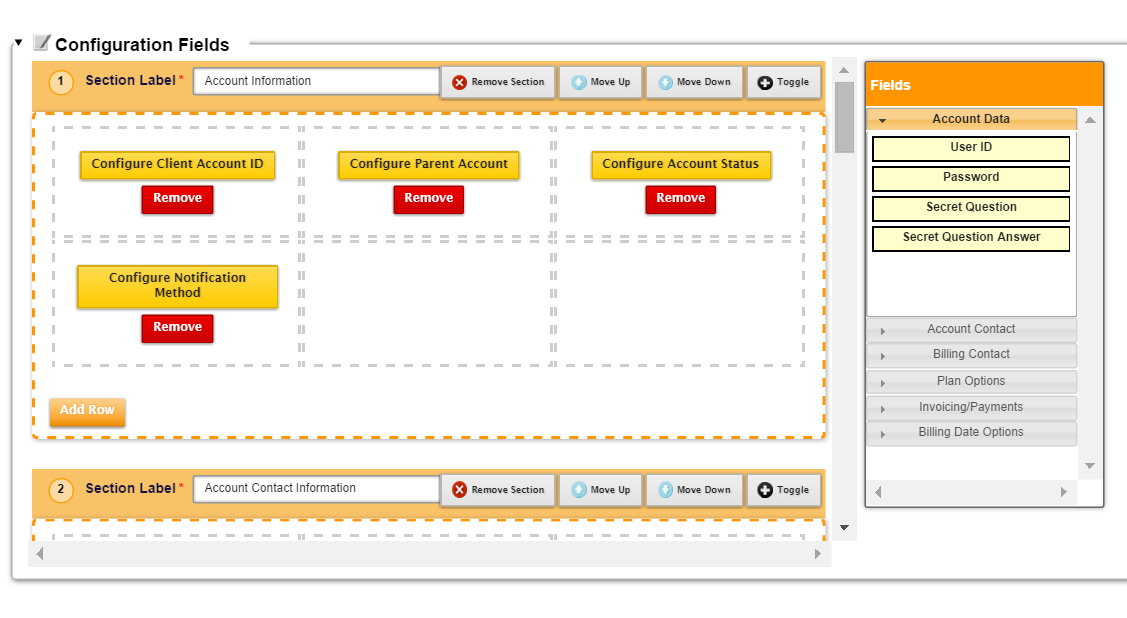 Configuration Fields
1 Section Label * Account Information Remove Section Move Up Move Down Toggle
Configure Client Account ID Configure Parent Account Configure Account Status
Remove Remove Remove
Configure Notification
Method
Remove
Add Row
2 Section Label * Account Contact Information Remove Section Move Up Move Down Toggle
Fields
Account Data
User ID
Password
Secret Question
Secret Question Answer
Account Contact
Billing Contact
Plan Options
Invoicing/Payments
Billing Date Options